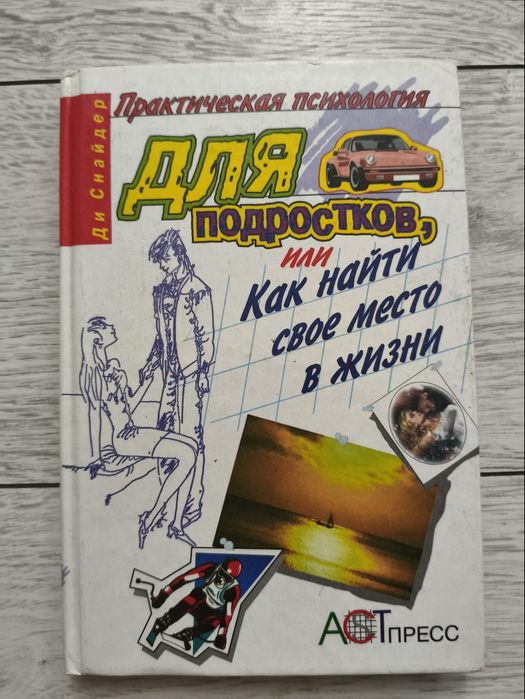 Ди Снайдер
Практическая психология
для
подростков,
или
Как найти
свое место
в жизни
АСТ ПРЕСС